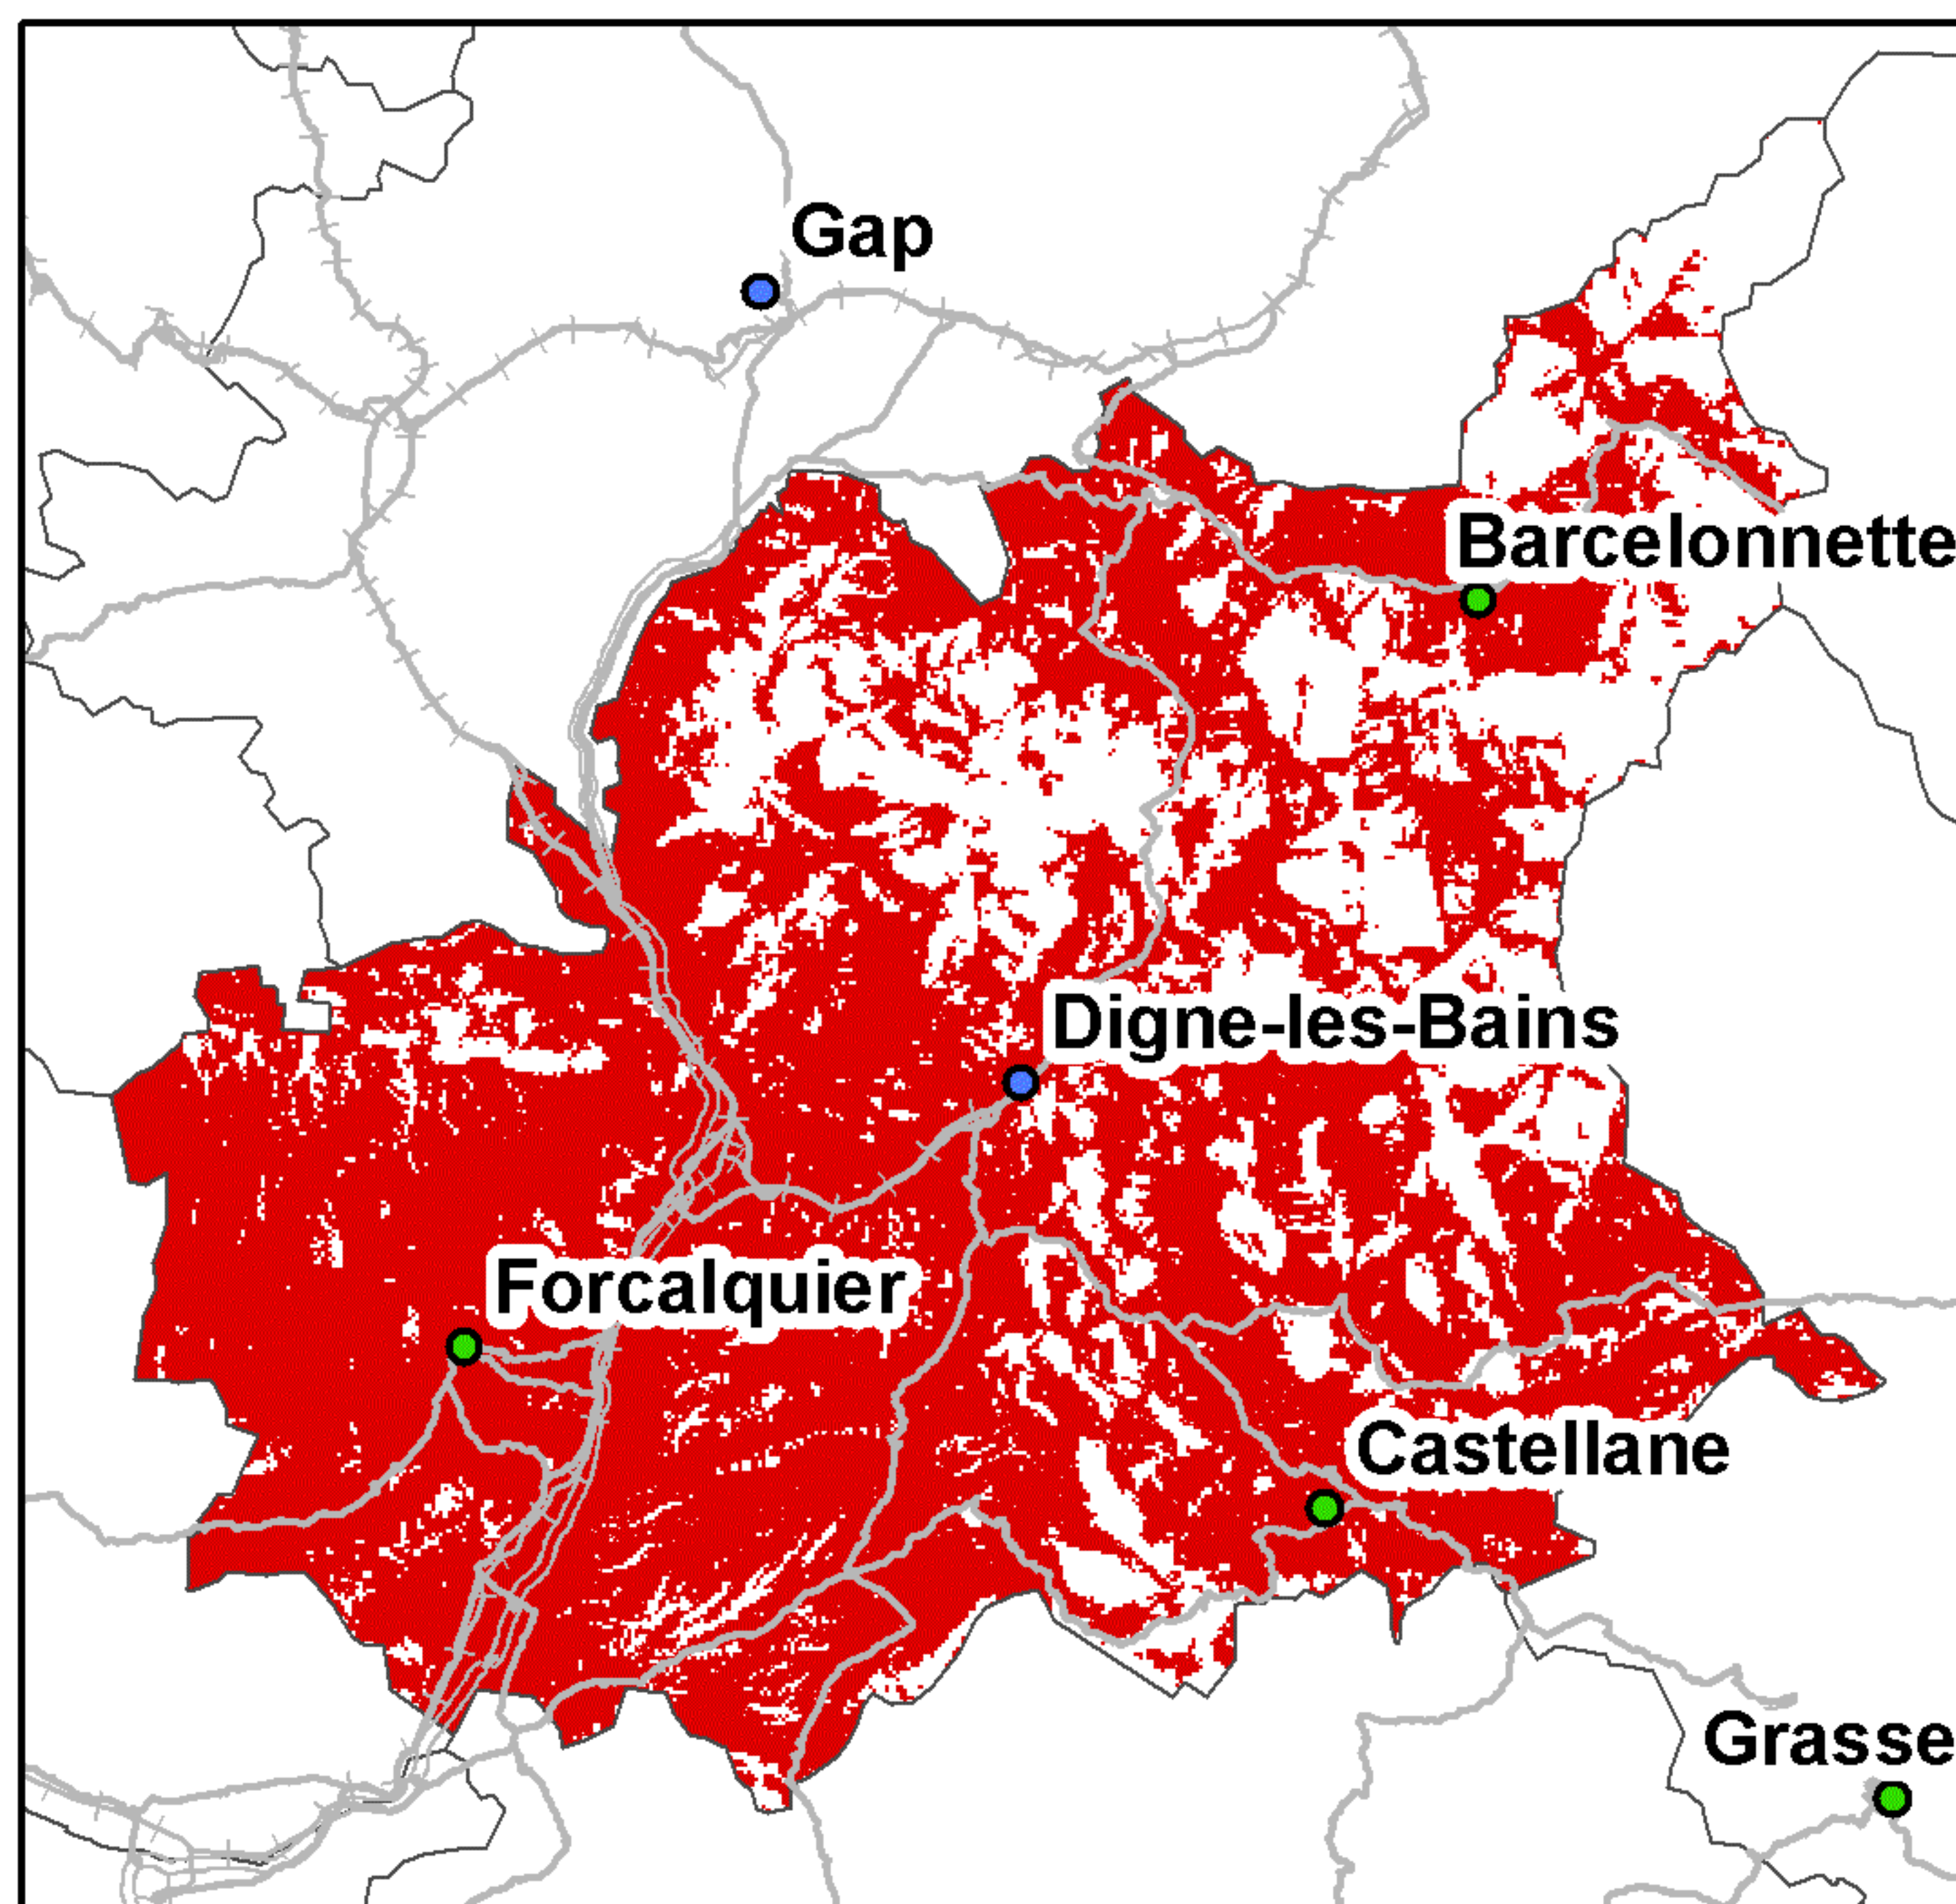 Gap
Barcelonnette
Digne-les-Bains
Forcalquier
Castellane
Grasse